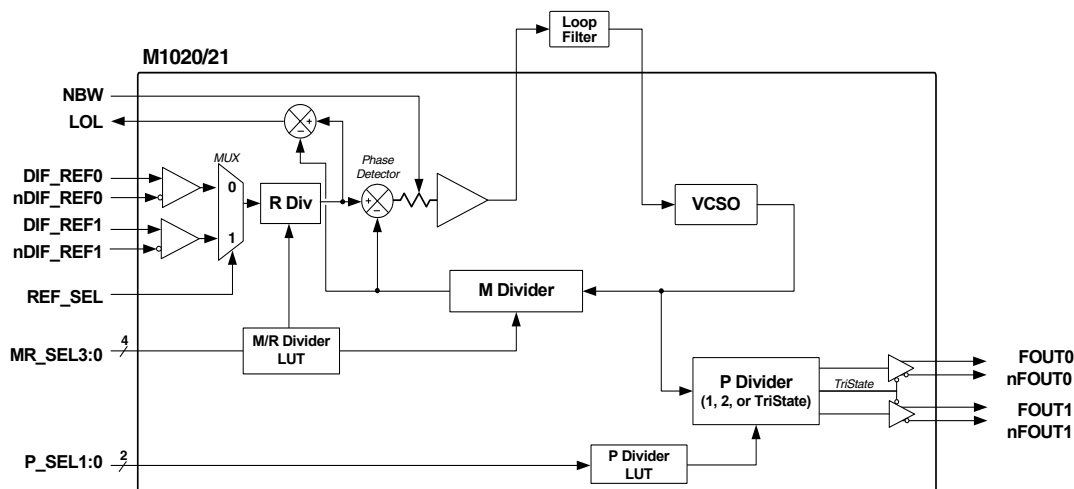 Loop
Filter
M1020/21
NBW
LOL
+
−
Phase
Detector
MUX
DIF_REF0
nDIF_REF0
0
R Div
+
−
VCSO
DIF_REF1
nDIF_REF1
1
REF_SEL
M Divider
MR_SEL3:0
4
M/R Divider
LUT
P Divider
(1, 2, or TriState)
TriState
FOUT0
nFOUT0
FOUT1
nFOUT1
P_SEL1:0
2
P Divider
LUT